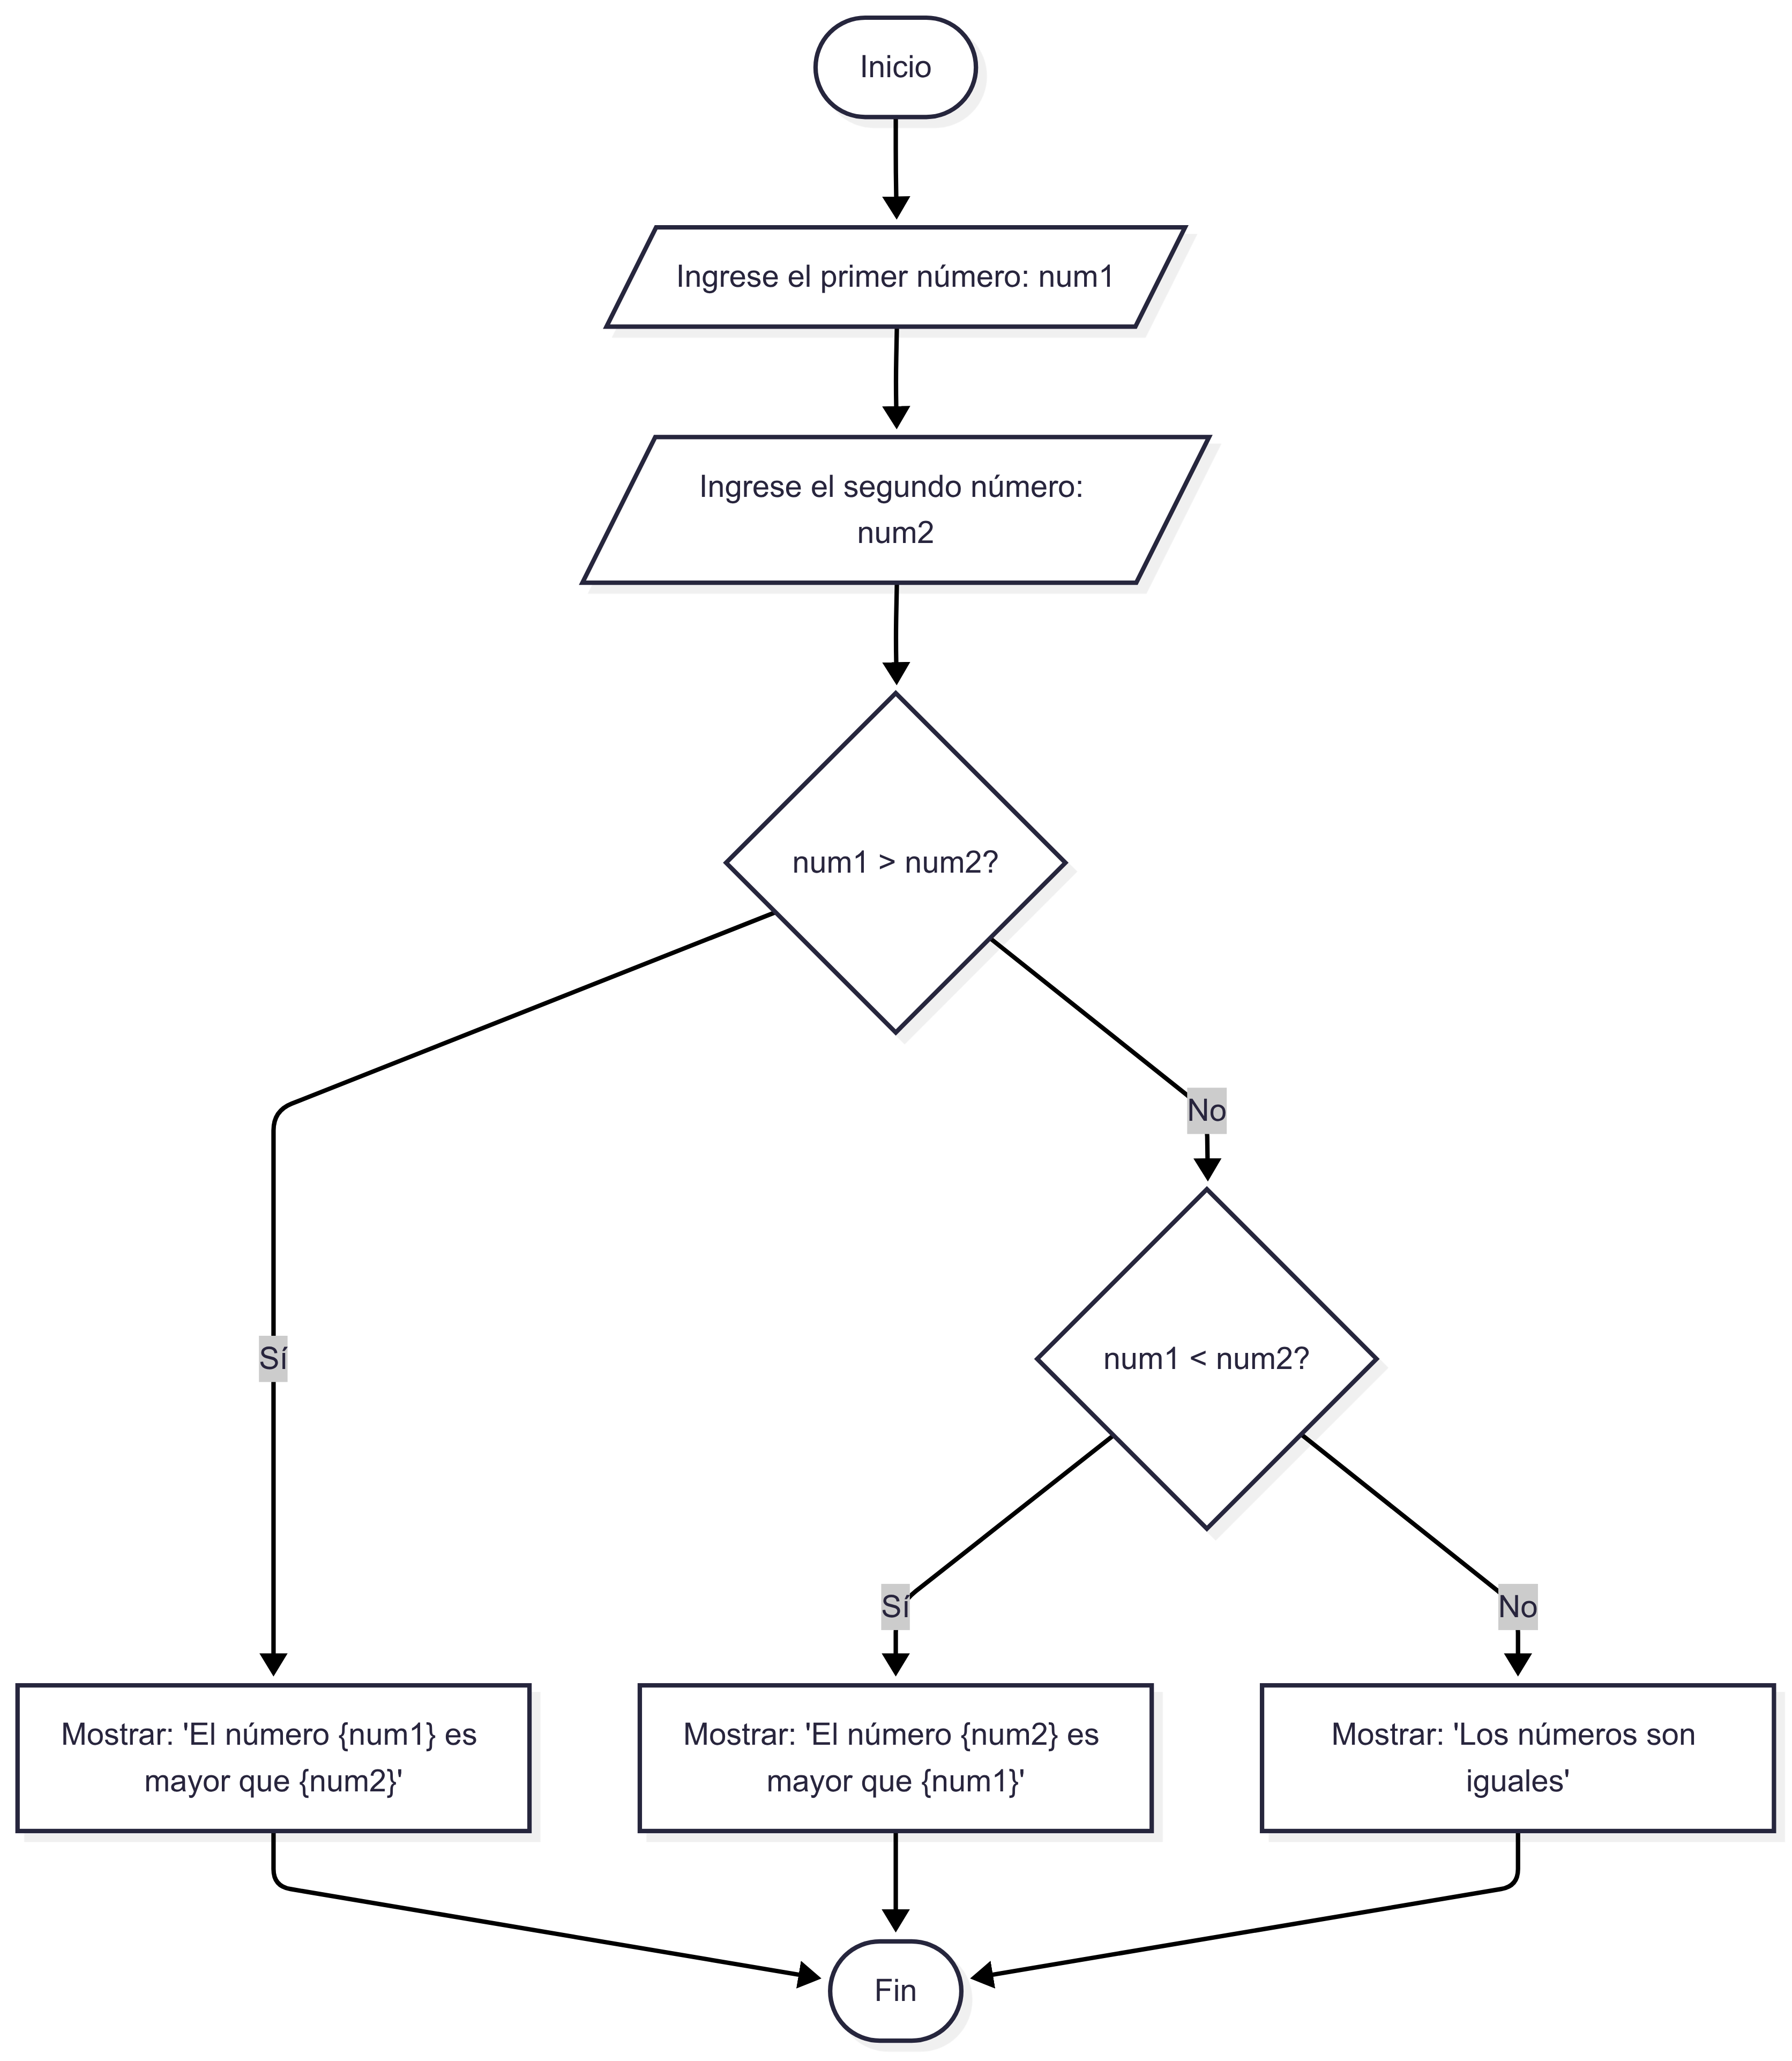 Inicio
Ingrese el primer número: num1
Ingrese el segundo número:
num2
num1 > num2?
No
Sí
num1 < num2?
Sí
No
Mostrar: 'El número {num1} es
mayor que {num2}'
Mostrar: 'El número {num2} es
mayor que {num1}'
Mostrar: 'Los números son
iguales'
Fin